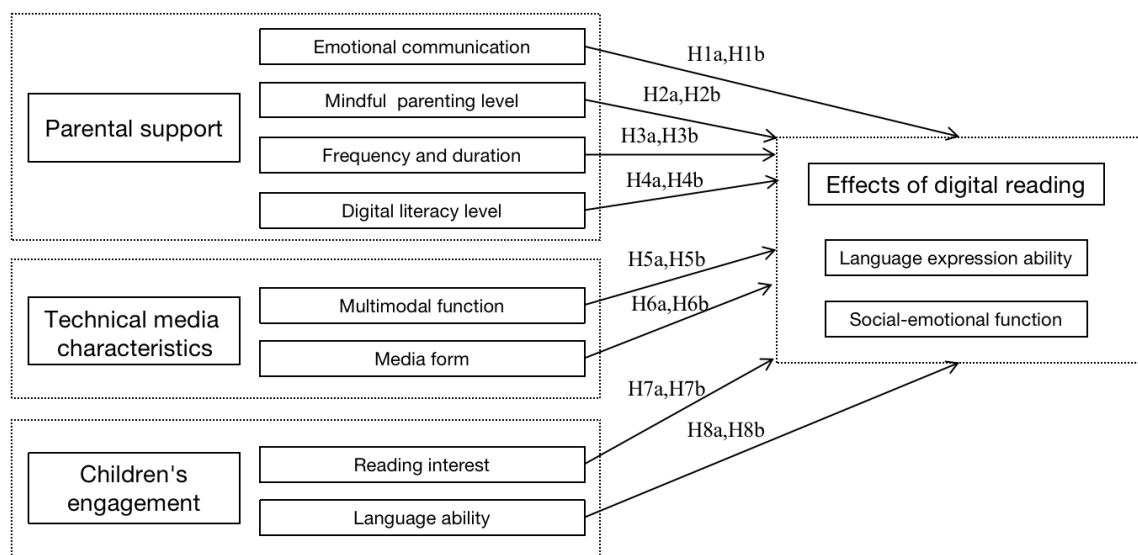 Parental support
Emotional communication
Mindful parenting level
Frequency and duration
Digital literacy level
H1a,H1b
H2a,H2b
H3a,H3b
H4a,H4b
Technical media
characteristics
Multimodal function
Media form
H5a,H5b
H6a,H6b
Children's
engagement
Reading interest
Language ability
H7a,H7b
H8a,H8b
Effects of digital reading
Language expression ability
Social-emotional function